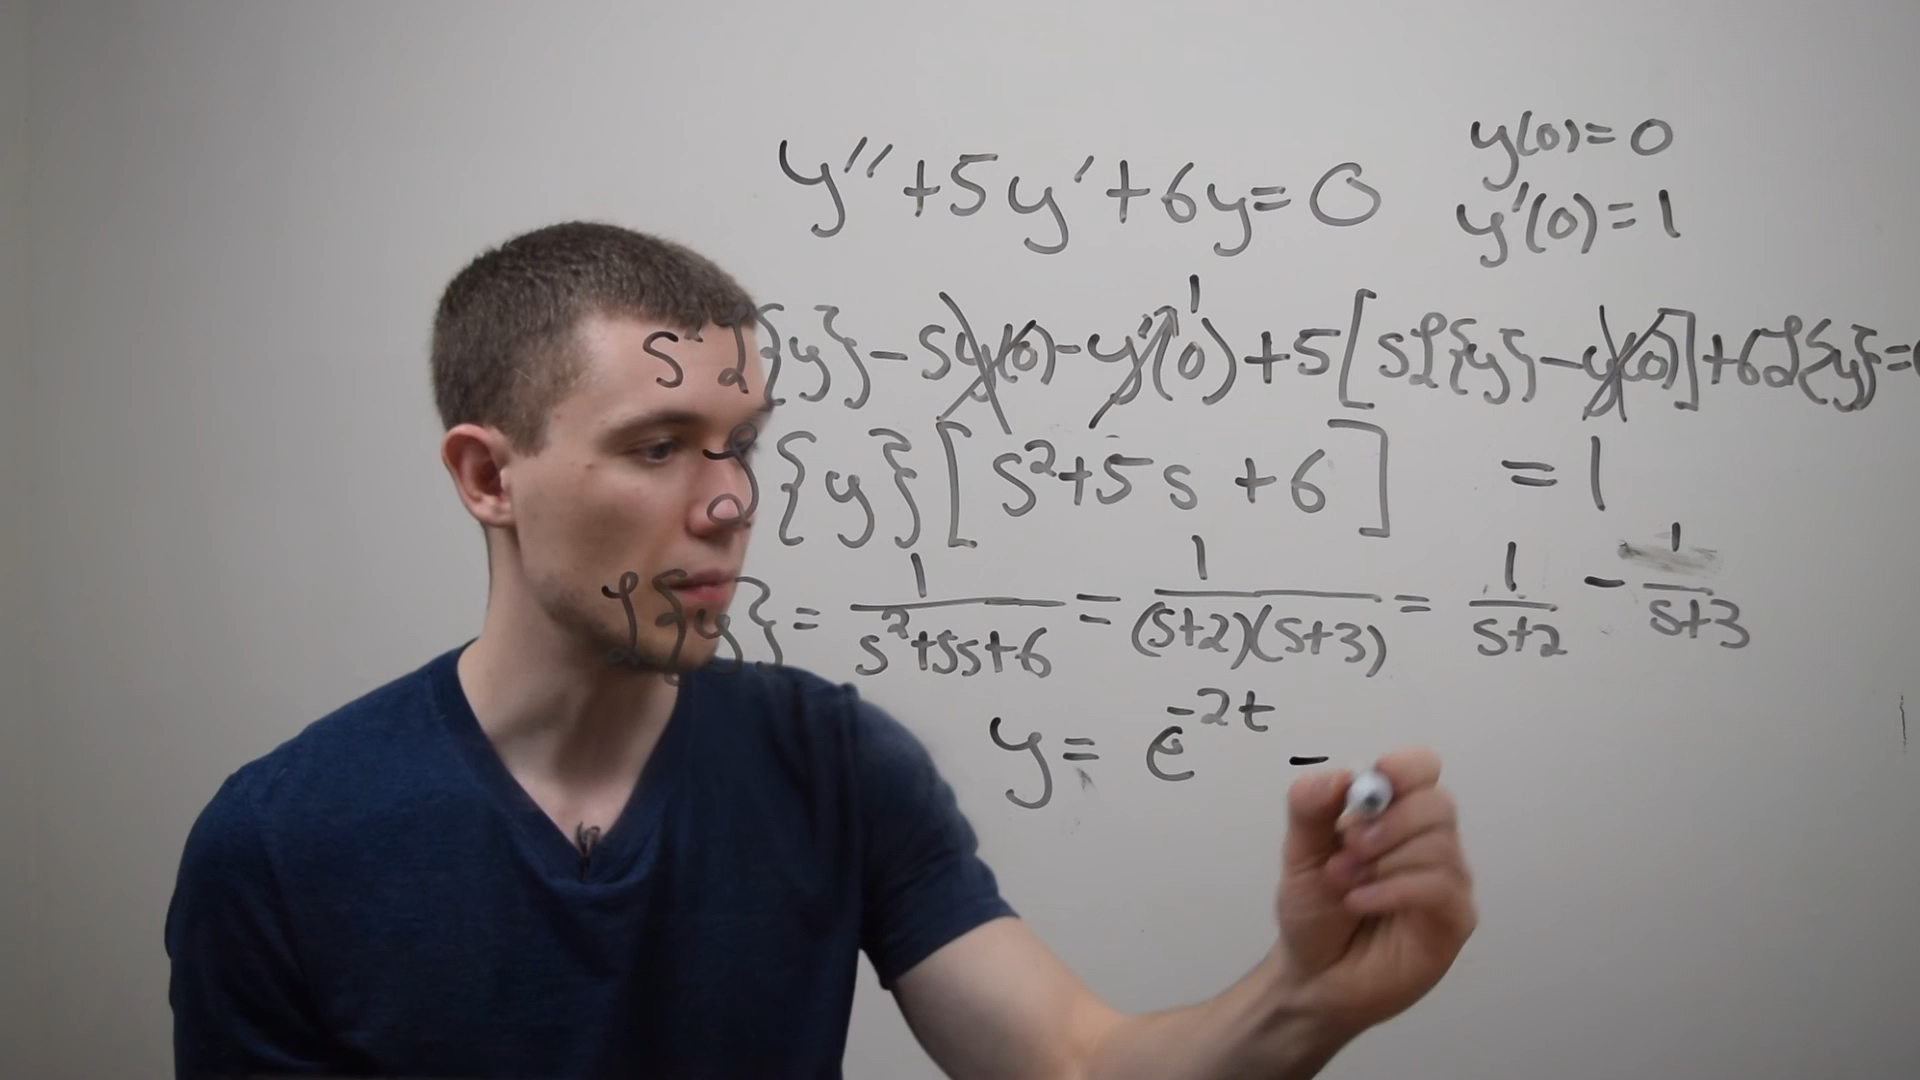 y''+5y'+6y=0
y(0)=0
y'(0)=1
s²ℒ{y}-sy(0)-y'(0)+5[sℒ{y}-y(0)]+6ℒ{y}=0
1
ℒ{y}[s²+5s+6] =1
ℒ{y}=1/(s²+5s+6)=1/((s+2)(s+3))=1/(s+2)-1/(s+3)
y=e^-2t -